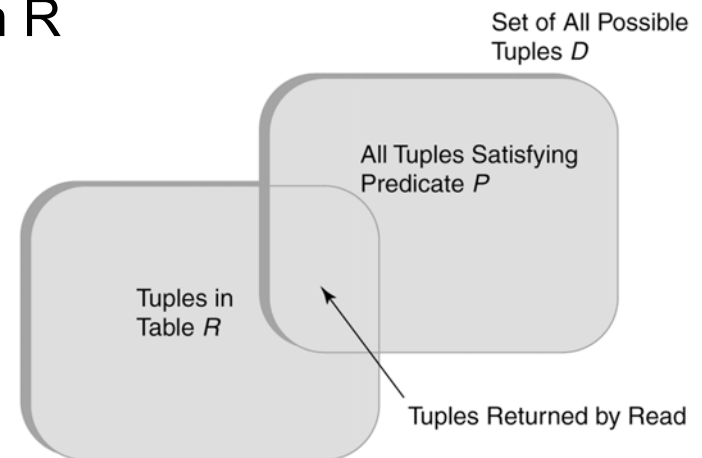 n R
Set of All Possible
Tuples D
All Tuples Satisfying
Predicate P
Tuples in
Table R
Tuples Returned by Read